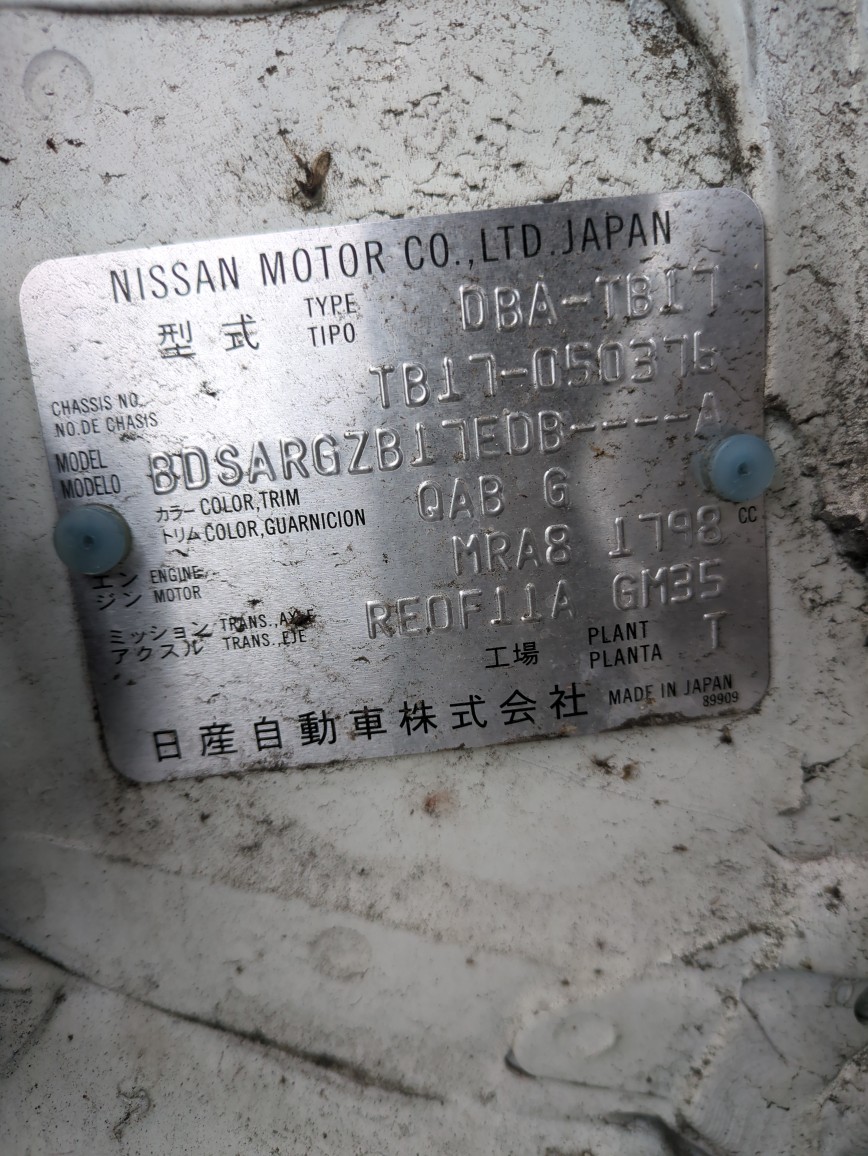 NISSAN MOTOR CO.,LTD.JAPAN
型式 TYPE TIPO DBA-TB17
CHASSIS NO. NO.DE CHASIS TB17-050376
MODEL MODELO BDSARGZB17EDB----A
カラー COLOR,TRIM トリム COLOR,GUARNICION QAB G
エンジン ENGINE MOTOR MRA8 1798 CC
ミッション TRANS.,AXLE アクスル TRANS.,EJE RE0F11A GM35
工場 PLANT PLANTA T
日産自動車株式会社 MADE IN JAPAN
89909